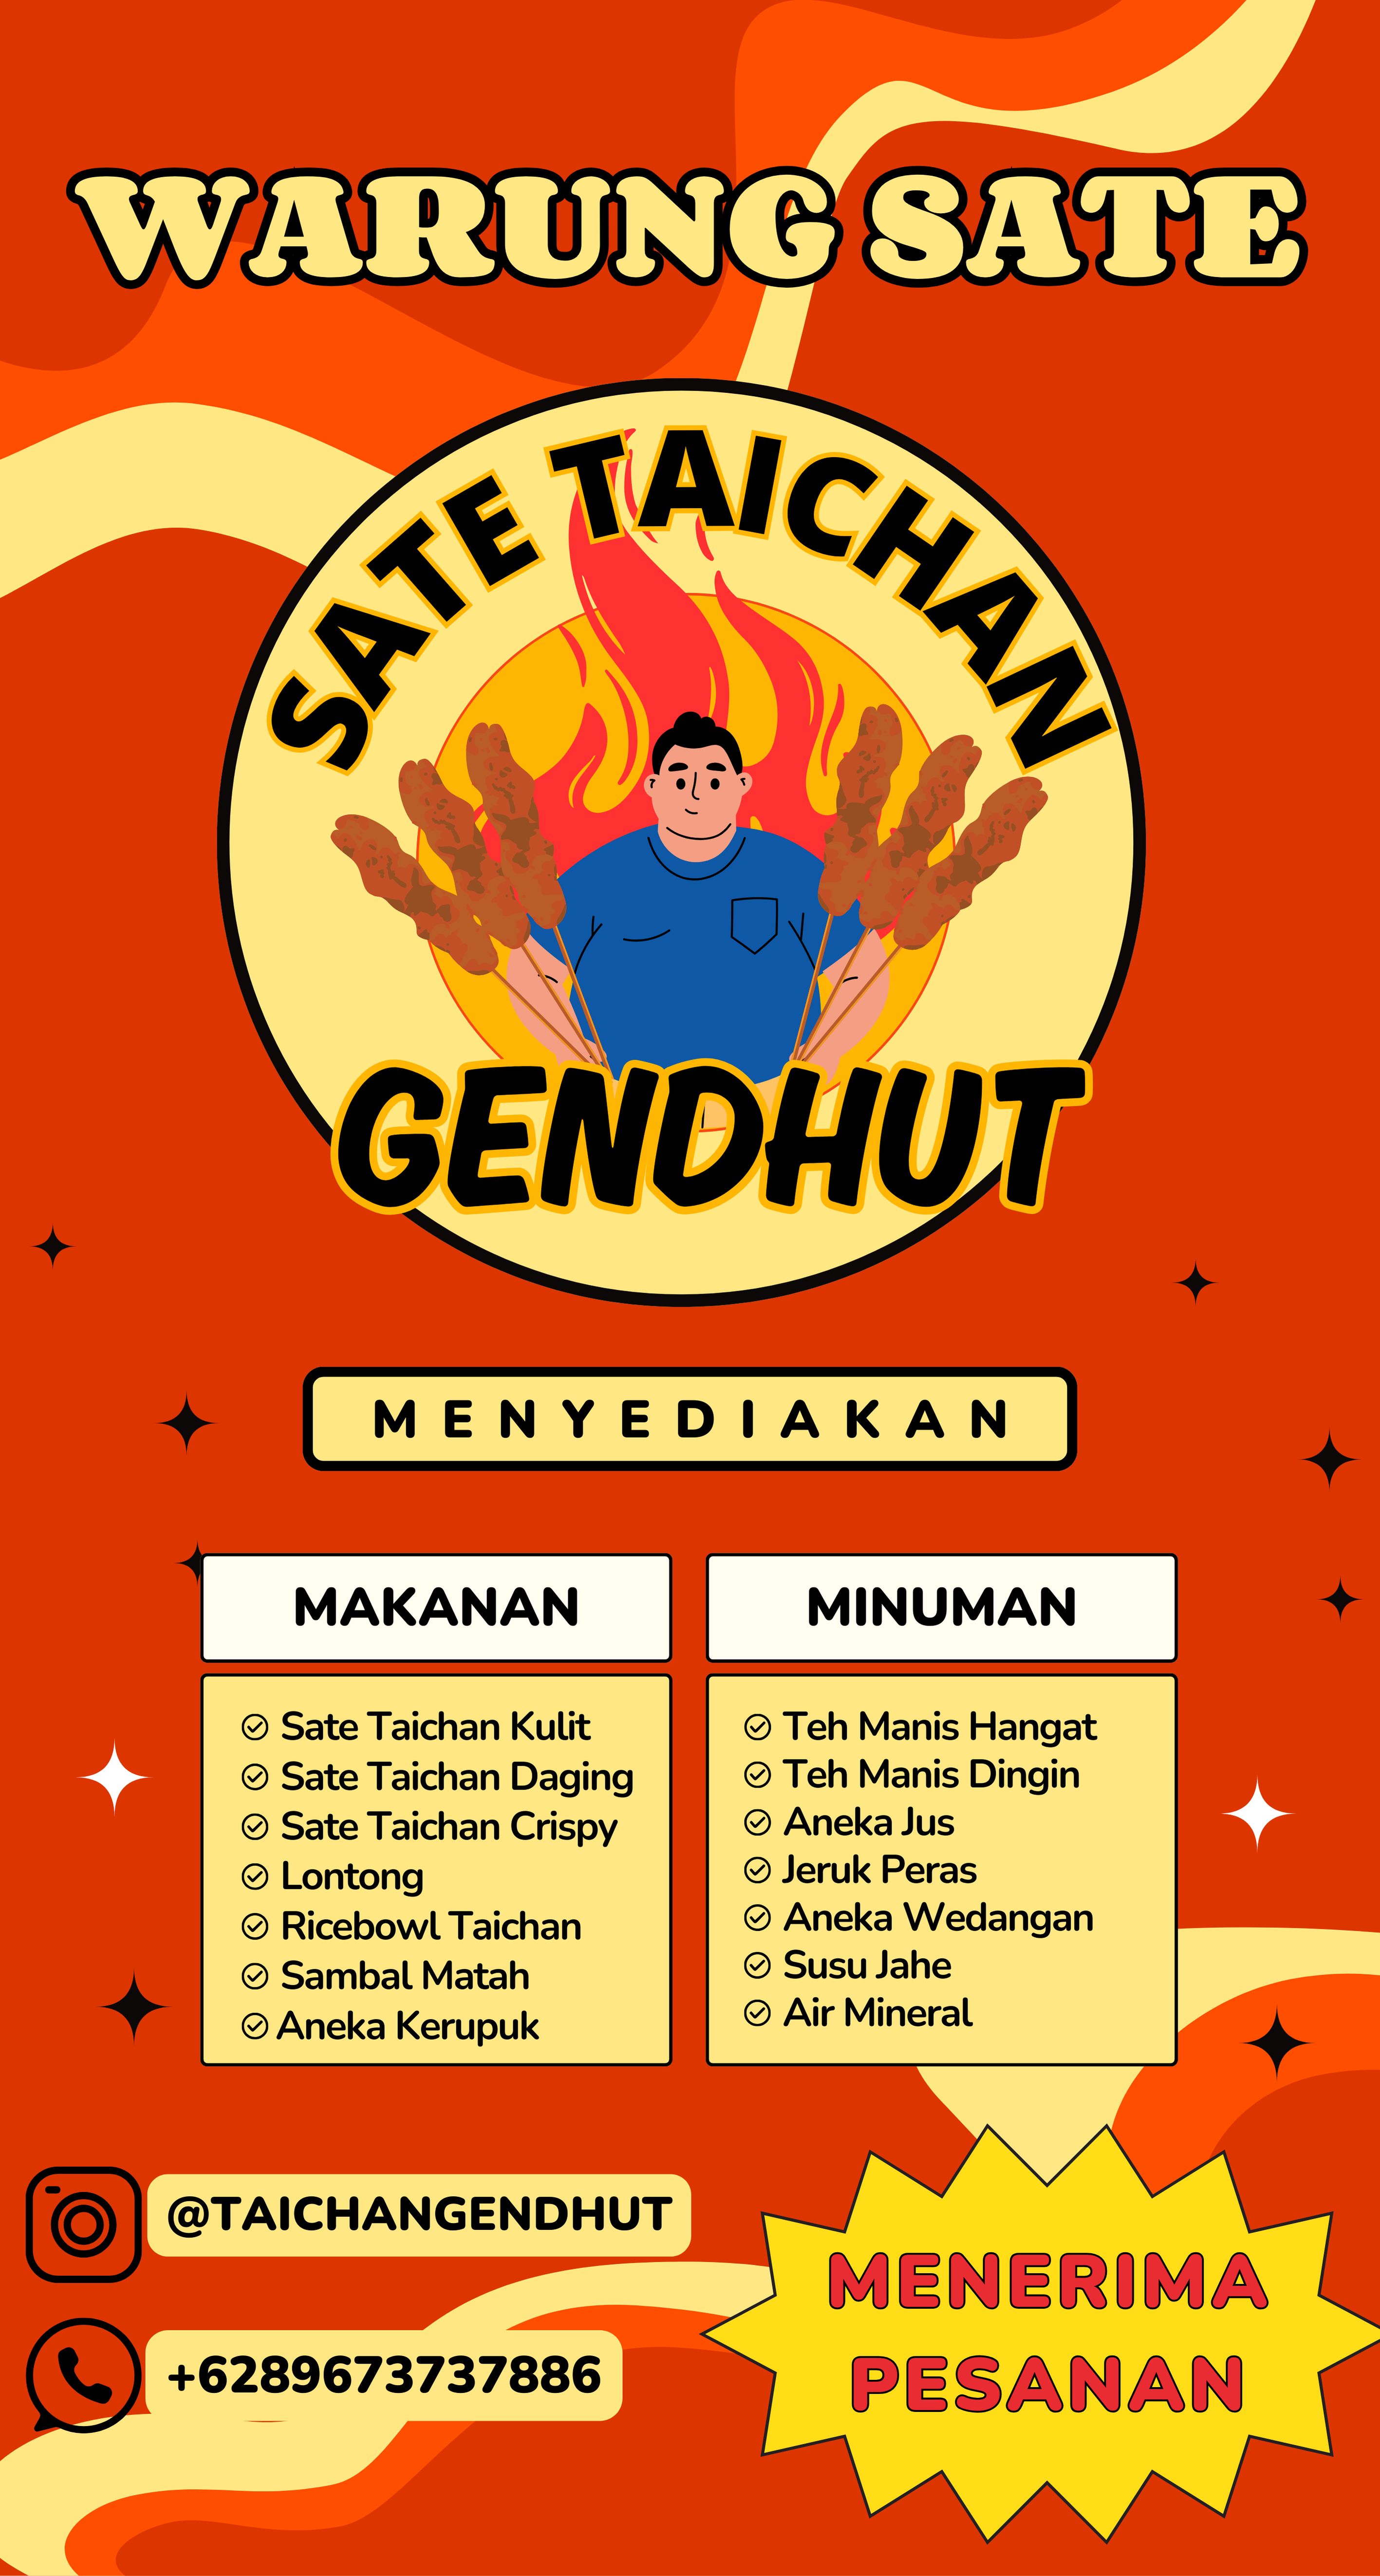 WARUNG SATE
SATE TAICHAN
GENDHUT
MENYEDIAKAN
MAKANAN
Sate Taichan Kulit
Sate Taichan Daging
Sate Taichan Crispy
Lontong
Ricebowl Taichan
Sambal Matah
Aneka Kerupuk
MINUMAN
Teh Manis Hangat
Teh Manis Dingin
Aneka Jus
Jeruk Peras
Aneka Wedangan
Susu Jahe
Air Mineral
@TAICHANGENDHUT
+6289673737886
MENERIMA
PESANAN